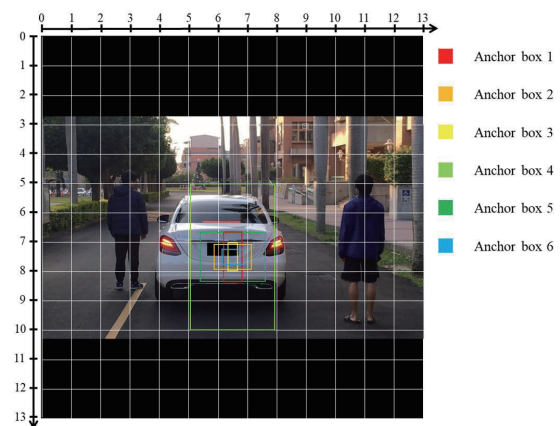 0 1 2 3 4 5 6 7 8 9 10 11 12 13
0
1
2
3
4
5
6
7
8
9
10
11
12
13
Anchor box 1
Anchor box 2
Anchor box 3
Anchor box 4
Anchor box 5
Anchor box 6